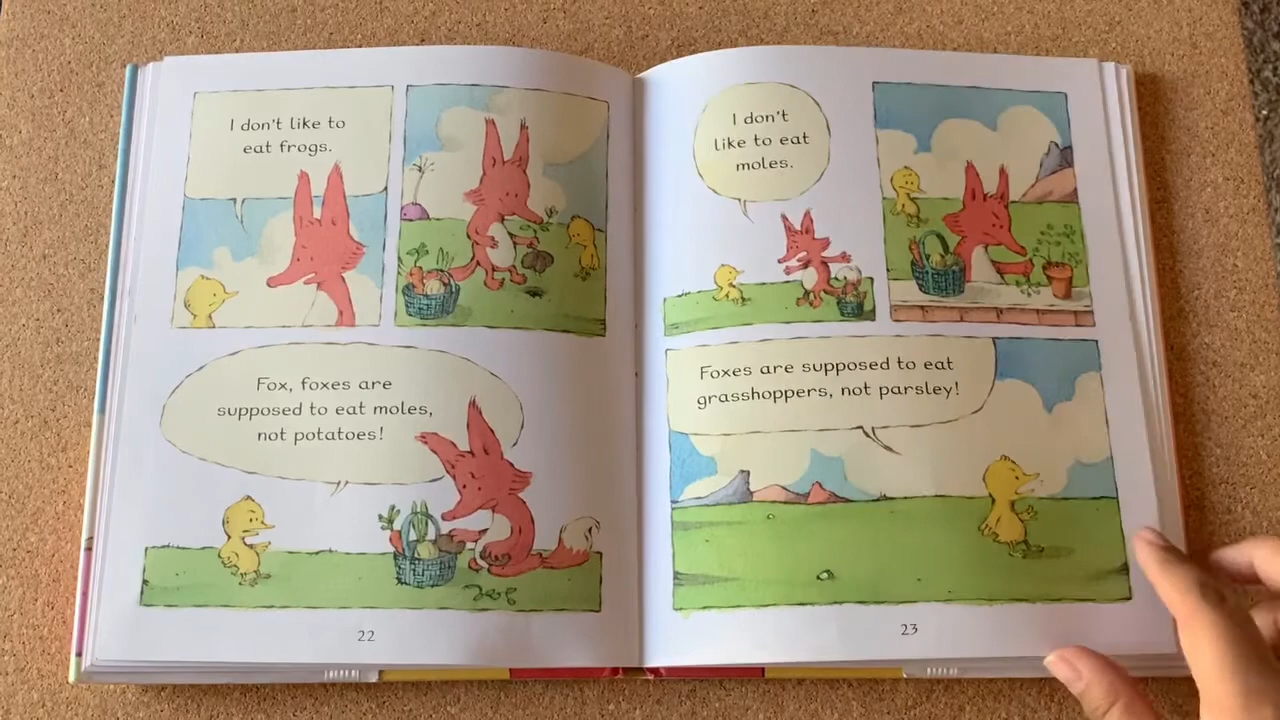 I don't like to
eat frogs.
Fox, foxes are
supposed to eat moles,
not potatoes!
22
I don't
like to eat
moles.
Foxes are supposed to eat
grasshoppers, not parsley!
23